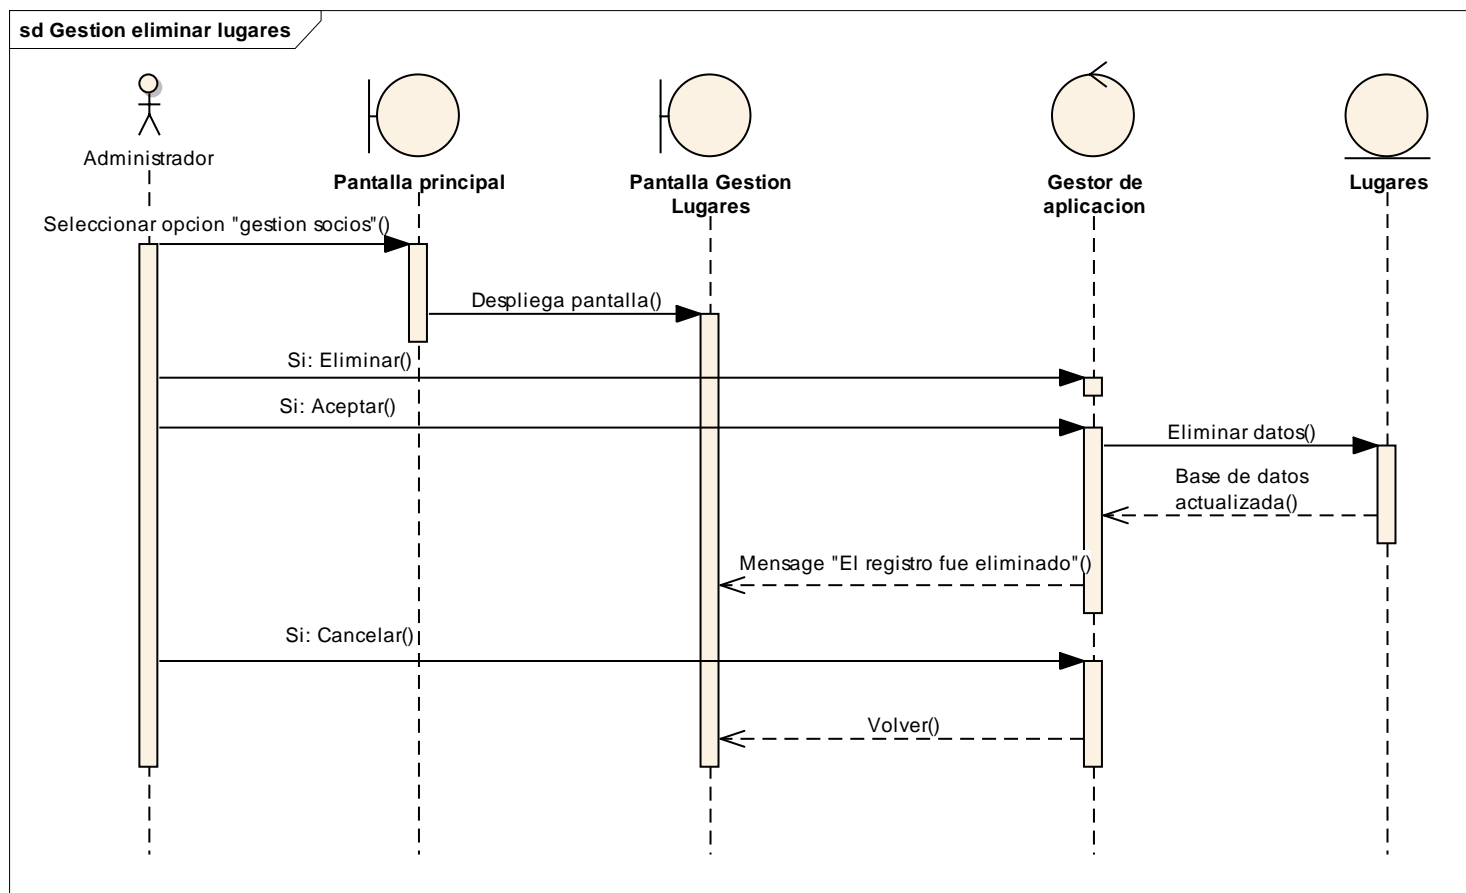 sd Gestion eliminar lugares
Administrador
Pantalla principal
Pantalla Gestion
Lugares
Gestor de
aplicacion
Lugares
Seleccionar opcion "gestion socios"()
Despliega pantalla()
Si: Eliminar()
Si: Aceptar()
Eliminar datos()
Base de datos
actualizada()
Mensage "El registro fue eliminado"()
Si: Cancelar()
Volver()